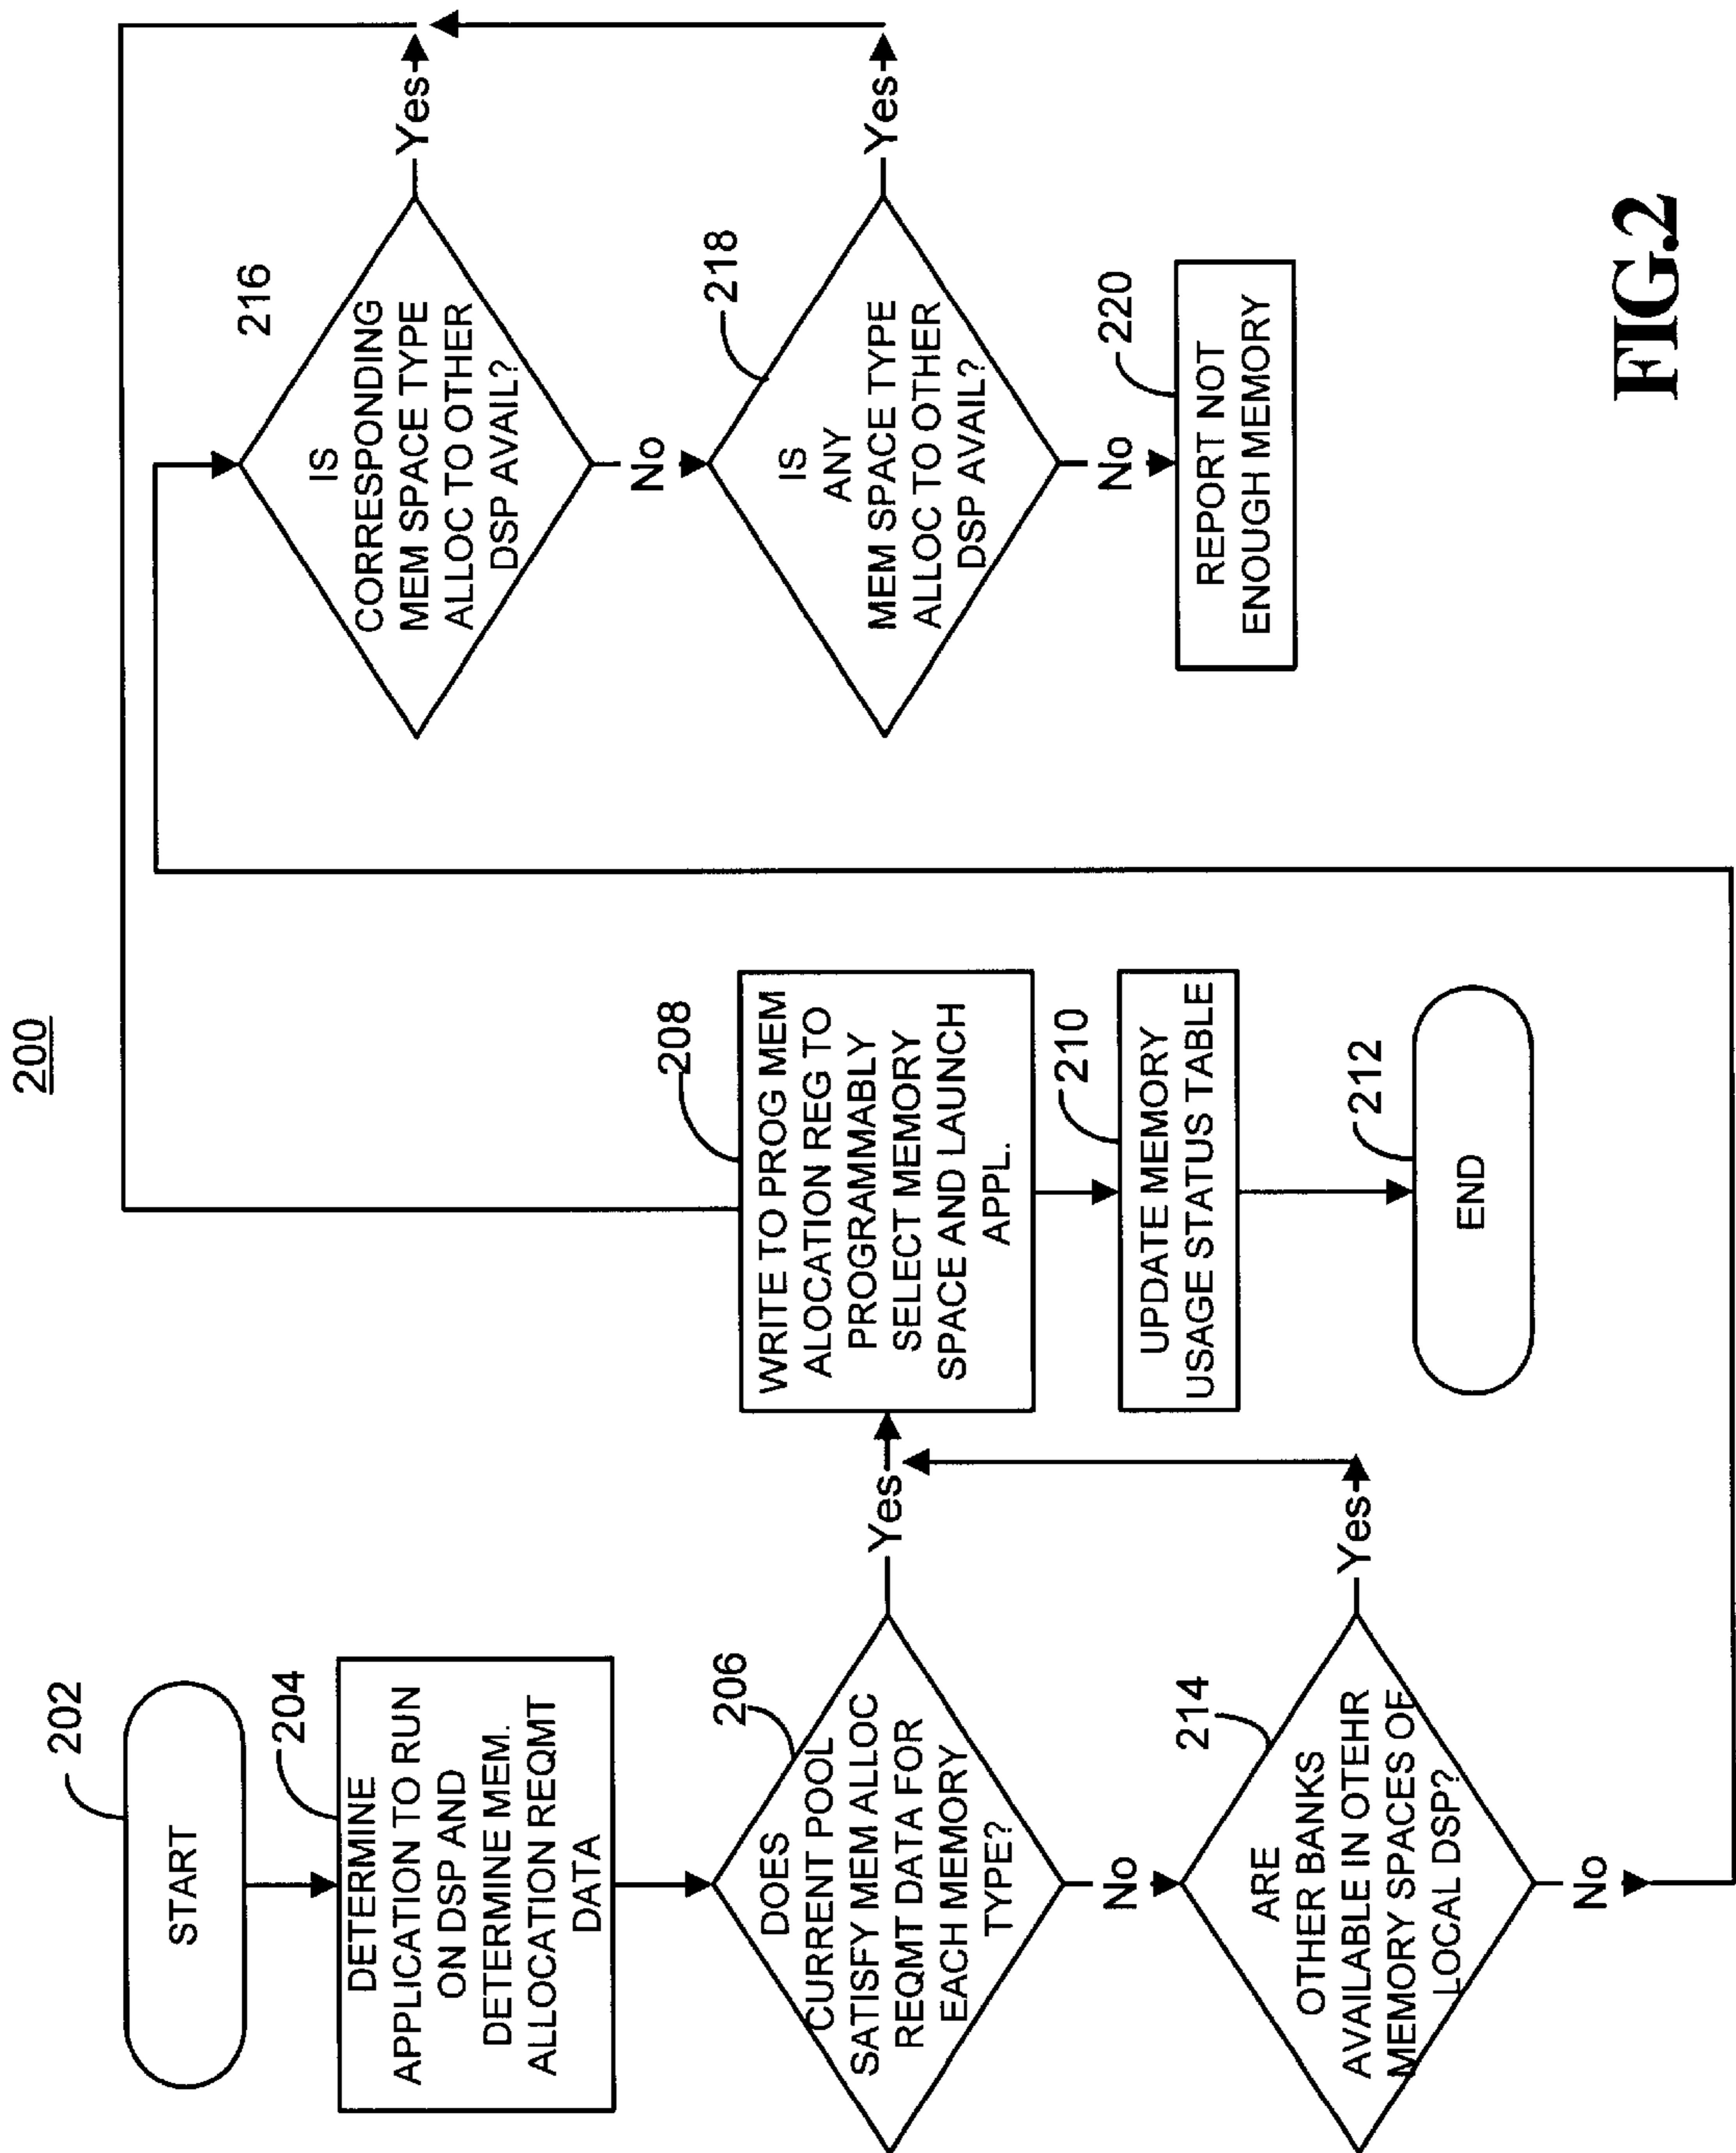 200
202
START
204
DETERMINE
APPLICATION TO RUN
ON DSP AND
DETERMINE MEM.
ALLOCATION REQMT
DATA
206
DOES
CURRENT POOL
SATISFY MEM ALLOC
REQMT DATA FOR
EACH MEMORY
TYPE?
Yes
No
208
WRITE TO PROG MEM
ALOCATION REG TO
PROGRAMMABLY
SELECT MEMORY
SPACE AND LAUNCH
APPL.
210
UPDATE MEMORY
USAGE STATUS TABLE
212
END
214
ARE
OTHER BANKS
AVAILABLE IN OTEHR
MEMORY SPACES OF
LOCAL DSP?
Yes
No
216
IS
CORRESPONDING
MEM SPACE TYPE
ALLOC TO OTHER
DSP AVAIL?
Yes
No
218
IS
ANY
MEM SPACE TYPE
ALLOC TO OTHER
DSP AVAIL?
Yes
No
220
REPORT NOT
ENOUGH MEMORY
FIG.2